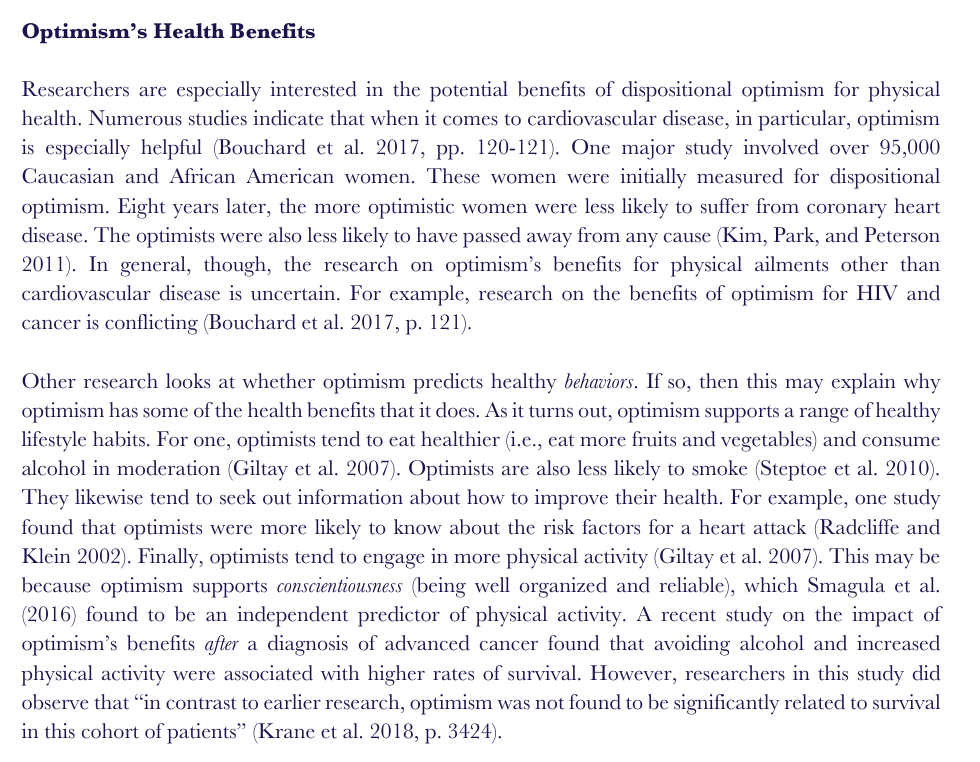 Optimism’s Health Benefits
Researchers are especially interested in the potential benefits of dispositional optimism for physical
health. Numerous studies indicate that when it comes to cardiovascular disease, in particular, optimism
is especially helpful (Bouchard et al. 2017, pp. 120-121). One major study involved over 95,000
Caucasian and African American women. These women were initially measured for dispositional
optimism. Eight years later, the more optimistic women were less likely to suffer from coronary heart
disease. The optimists were also less likely to have passed away from any cause (Kim, Park, and Peterson
2011). In general, though, the research on optimism’s benefits for physical ailments other than
cardiovascular disease is uncertain. For example, research on the benefits of optimism for HIV and
cancer is conflicting (Bouchard et al. 2017, p. 121).
Other research looks at whether optimism predicts healthy behaviors. If so, then this may explain why
optimism has some of the health benefits that it does. As it turns out, optimism supports a range of healthy
lifestyle habits. For one, optimists tend to eat healthier (i.e., eat more fruits and vegetables) and consume
alcohol in moderation (Giltay et al. 2007). Optimists are also less likely to smoke (Steptoe et al. 2010).
They likewise tend to seek out information about how to improve their health. For example, one study
found that optimists were more likely to know about the risk factors for a heart attack (Radcliffe and
Klein 2002). Finally, optimists tend to engage in more physical activity (Giltay et al. 2007). This may be
because optimism supports conscientiousness (being well organized and reliable), which Smagula et al.
(2016) found to be an independent predictor of physical activity. A recent study on the impact of
optimism’s benefits after a diagnosis of advanced cancer found that avoiding alcohol and increased
physical activity were associated with higher rates of survival. However, researchers in this study did
observe that “in contrast to earlier research, optimism was not found to be significantly related to survival
in this cohort of patients” (Krane et al. 2018, p. 3424).